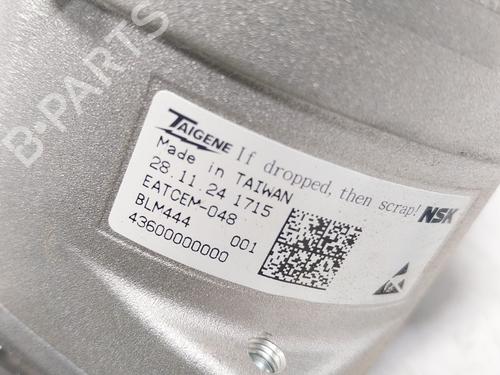 TAIGENE If dropped, then scrap! NSK
Made in TAIWAN
28.11.24 1715
EATCEM-048
BLM444 001
43600000000
B-PARTS